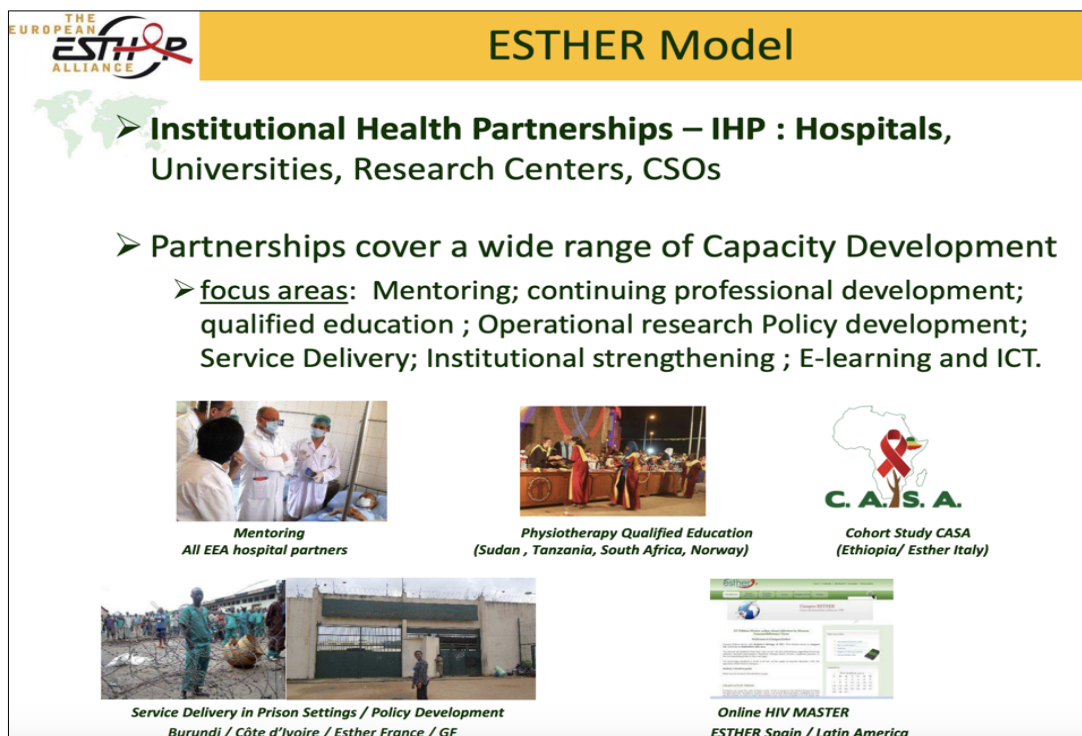 THE
EUROPEAN
ESTHER
ALLIANCE
ESTHER Model
➢ Institutional Health Partnerships – IHP : Hospitals,
Universities, Research Centers, CSOs
➢ Partnerships cover a wide range of Capacity Development
➢ focus areas: Mentoring; continuing professional development;
qualified education ; Operational research Policy development;
Service Delivery; Institutional strengthening ; E-learning and ICT.
C.A.S.A.
Mentoring
All EEA hospital partners
Physiotherapy Qualified Education
(Sudan , Tanzania, South Africa, Norway)
Cohort Study CASA
(Ethiopia/ Esther Italy)
esther
Campus ESTHER
Service Delivery in Prison Settings / Policy Development
Burundi / Côte d'Ivoire / Esther France / GF
Online HIV MASTER
ESTHER Spain / Latin America